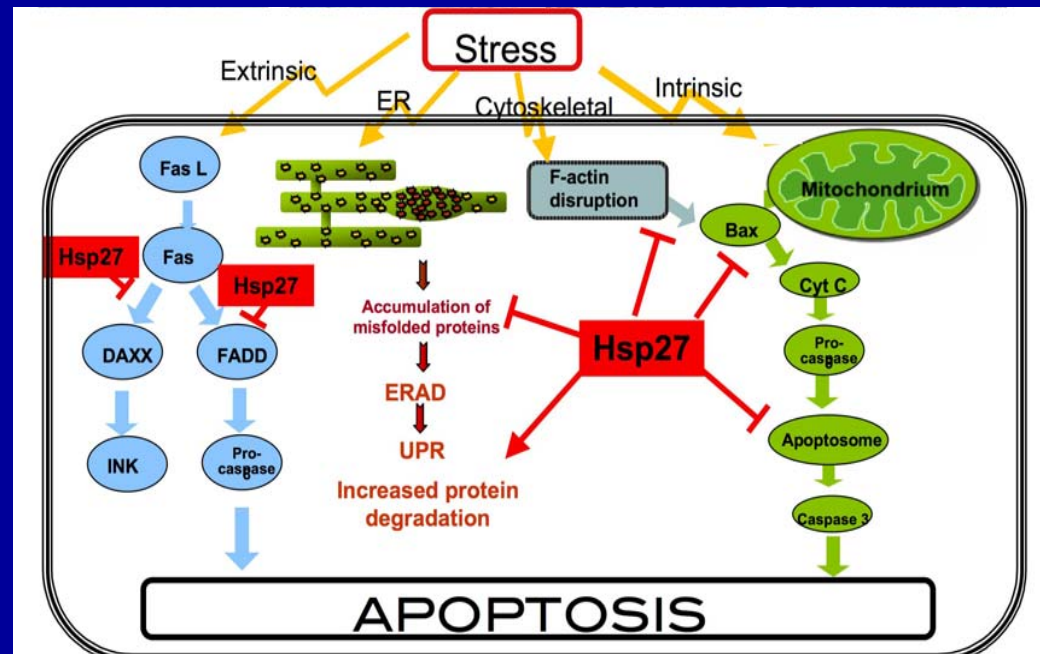 Stress
Extrinsic
ER
Cytoskeletal
Intrinsic
Fas L
F-actin
disruption
Mitochondrium
Bax
Hsp27
Fas
Hsp27
Cyt C
Accumulation of
misfolded proteins
DAXX
FADD
Hsp27
Pro-
caspase
ERAD
UPR
Apoptosome
INK
Pro-
caspase
Increased protein
degradation
Caspase 3
APOPTOSIS